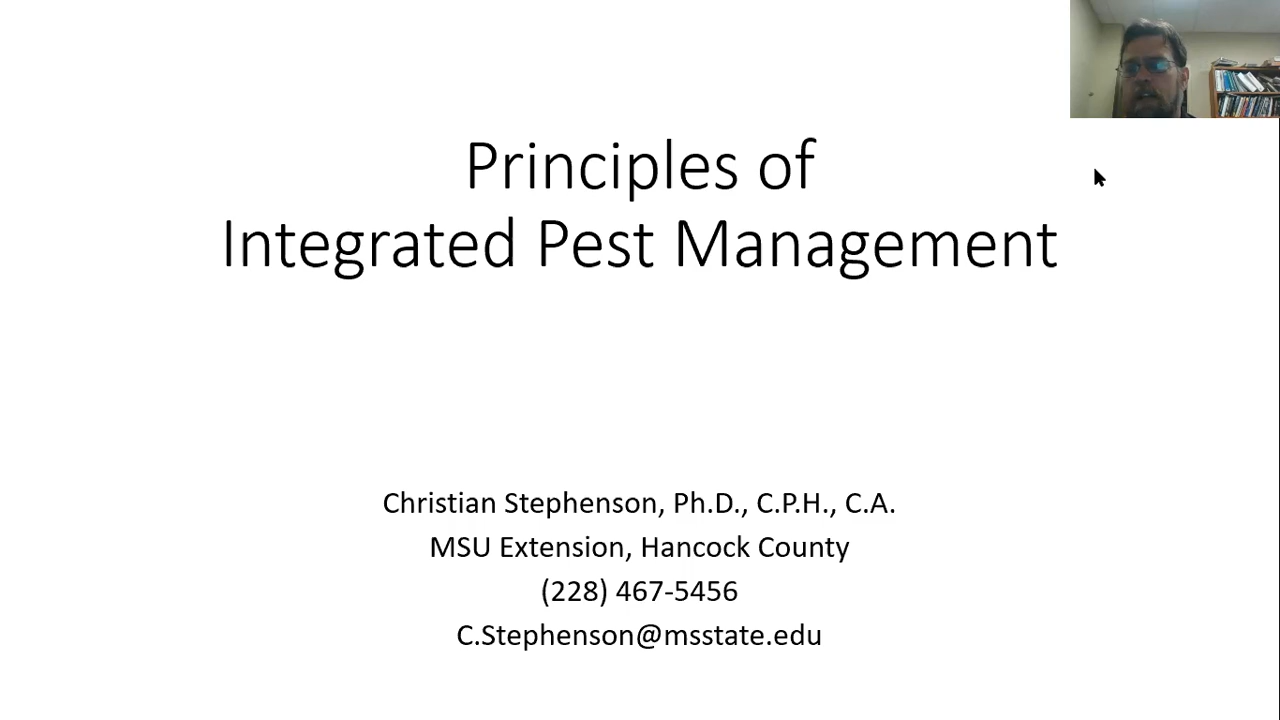 Principles of
Integrated Pest Management
Christian Stephenson, Ph.D., C.P.H., C.A.
MSU Extension, Hancock County
(228) 467-5456
C.Stephenson@msstate.edu